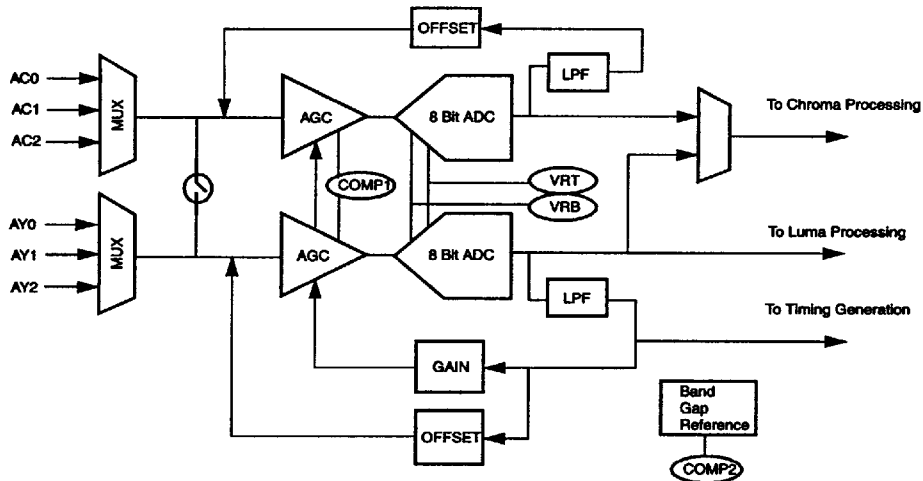 OFFSET
LPF
AC0
AC1
AC2
MUX
AGC
8 Bit ADC
To Chroma Processing
COMP1
VRT
VRB
AY0
AY1
AY2
MUX
AGC
8 Bit ADC
To Luma Processing
LPF
To Timing Generation
GAIN
OFFSET
Band
Gap
Reference
COMP2